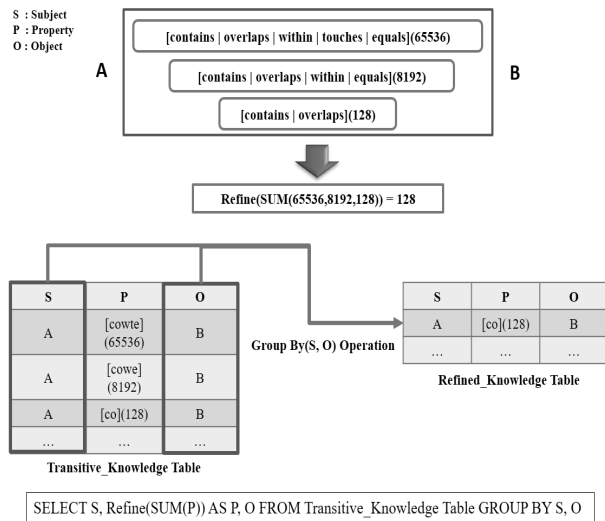 S : Subject
P : Property
O : Object
[contains | overlaps | within | touches | equals](65536)
A
B
[contains | overlaps | within | equals](8192)
[contains | overlaps](128)
Refine(SUM(65536,8192,128)) = 128
S P O
A [cowte] (65536) B
A [cowe] (8192) B
A [co](128) B
... ... ...
Transitive_Knowledge Table
Group By(S, O) Operation
S P O
A [co](128) B
... ... ...
Refined_Knowledge Table
SELECT S, Refine(SUM(P)) AS P, O FROM Transitive_Knowledge Table GROUP BY S, O